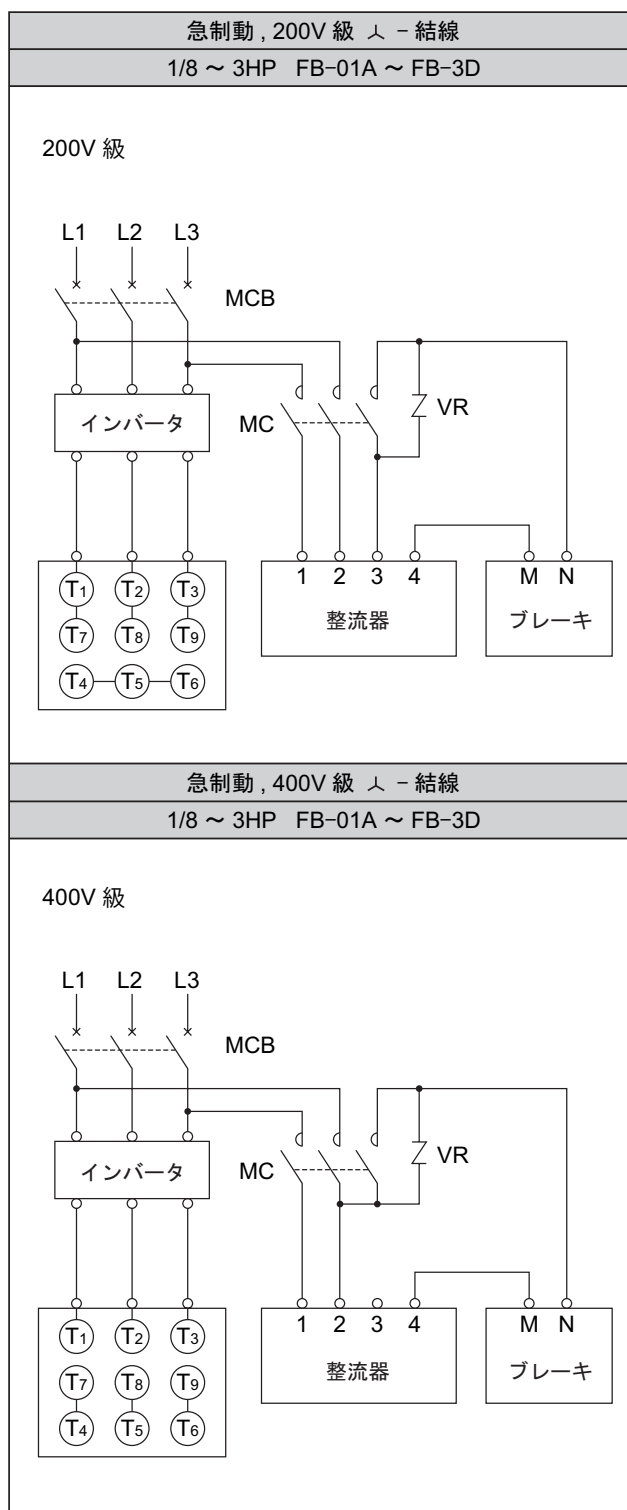 急制動 , 200V 級 ⅄ − 結線
1/8 ～ 3HP FB−01A ～ FB−3D
200V 級
L1 L2 L3
MCB
インバータ
MC
VR
T1 T2 T3
T7 T8 T9
T4 T5 T6
1 2 3 4
整流器
M N
ブレーキ
急制動 , 400V 級 ⅄ − 結線
1/8 ～ 3HP FB−01A ～ FB−3D
400V 級
L1 L2 L3
MCB
インバータ
MC
VR
T1 T2 T3
T7 T8 T9
T4 T5 T6
1 2 3 4
整流器
M N
ブレーキ